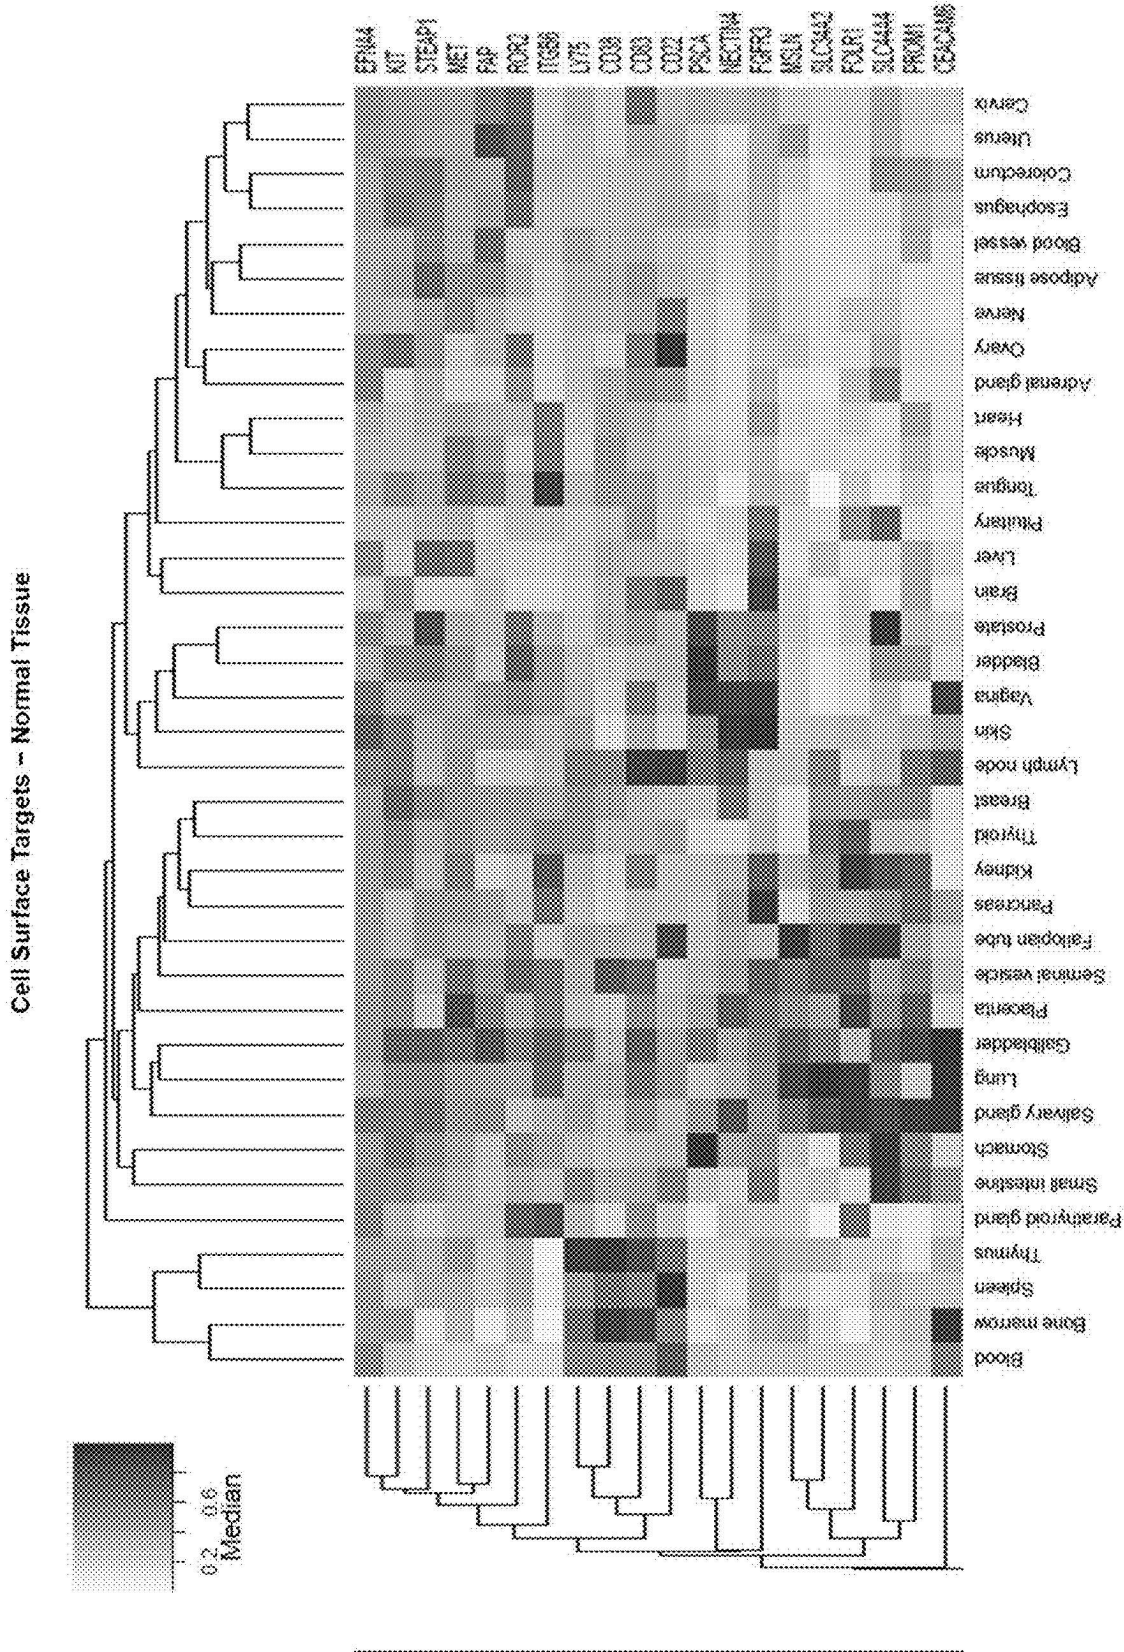 Cell Surface Targets – Normal Tissue
EFNA4
KIT
STEAP1
MET
FAP
ROR2
ITGB6
LY75
CD38
CD83
CD22
PSCA
NECTIN4
FGFR3
MSLN
SLC34A2
FOLR1
SLC44A4
PROM1
Cervix
Uterus
Colorectum
Esophagus
Blood vessel
Adipose tissue
Nerve
Ovary
Adrenal gland
Heart
Muscle
Tongue
Pituitary
Liver
Brain
Prostate
Bladder
Vagina
Skin
Lymph node
Breast
Thyroid
Kidney
Pancreas
Fallopian tube
Seminal vesicle
Placenta
Gallbladder
Lung
Salivary gland
Stomach
Small intestine
Parathyroid gland
Thymus
Spleen
Bone marrow
Blood
0.2 0.6
Median